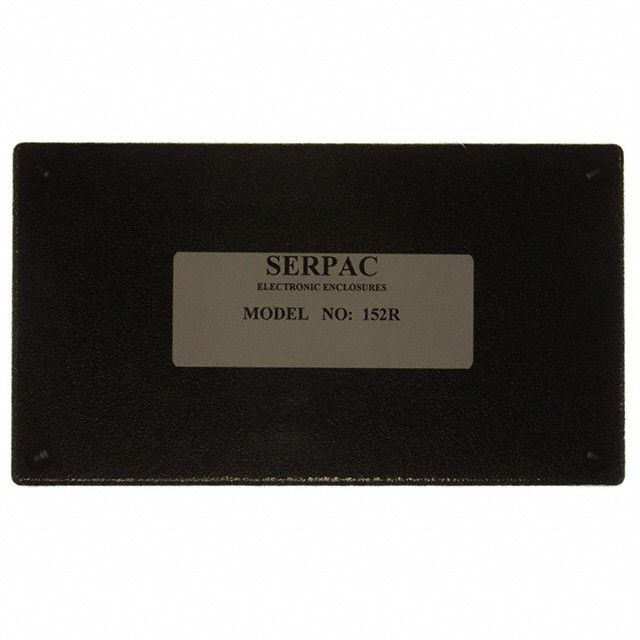 SERPAC
ELECTRONIC ENCLOSURES
MODEL NO: 152R